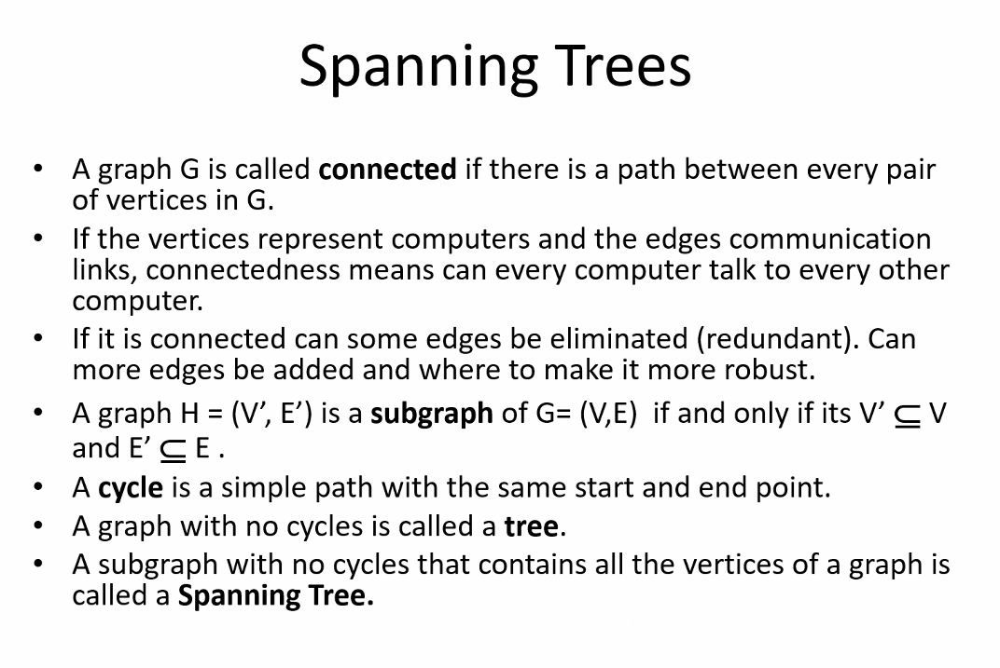 Spanning Trees
• A graph G is called connected if there is a path between every pair
of vertices in G.
• If the vertices represent computers and the edges communication
links, connectedness means can every computer talk to every other
computer.
• If it is connected can some edges be eliminated (redundant). Can
more edges be added and where to make it more robust.
• A graph H = (V’, E’) is a subgraph of G= (V,E)  if and only if its V’ ⊆ V
and E’ ⊆ E .
• A cycle is a simple path with the same start and end point.
• A graph with no cycles is called a tree.
• A subgraph with no cycles that contains all the vertices of a graph is
called a Spanning Tree.